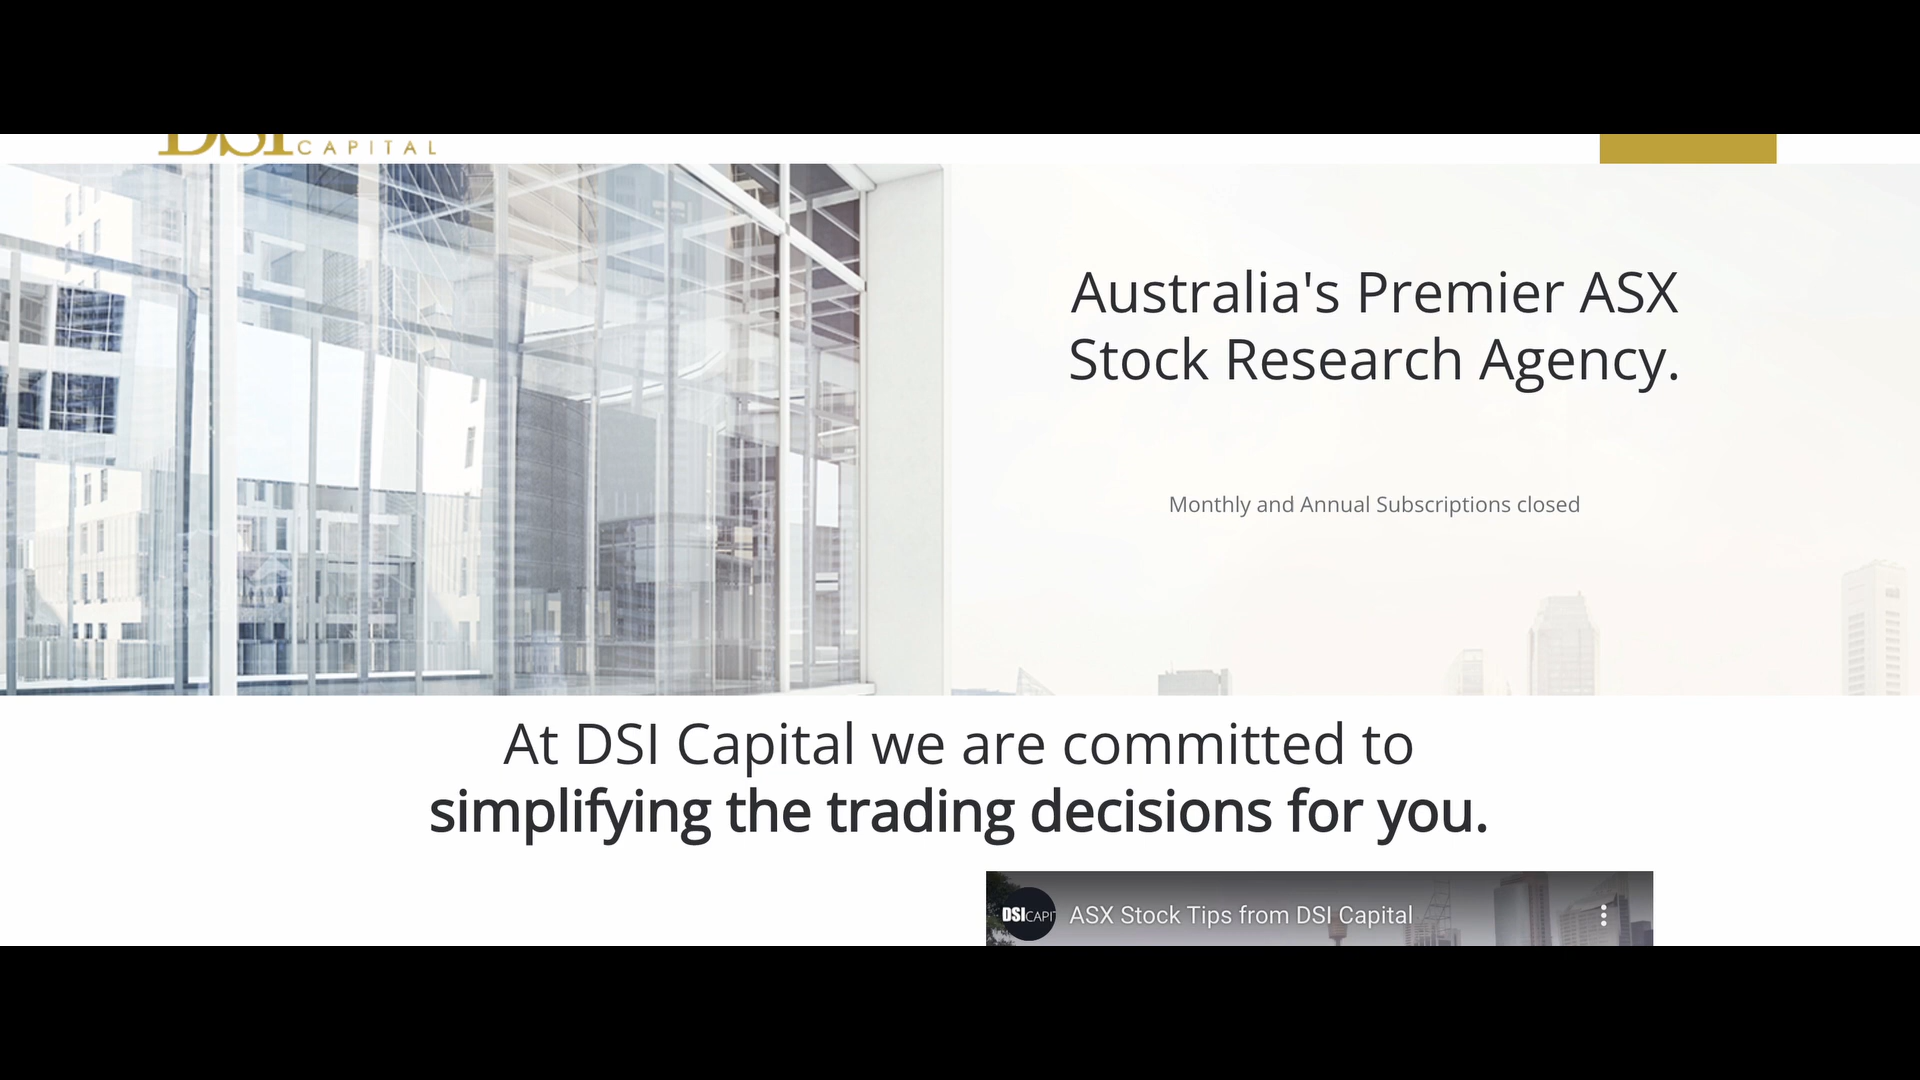 DSI CAPITAL
Australia's Premier ASX
Stock Research Agency.
Monthly and Annual Subscriptions closed
At DSI Capital we are committed to
simplifying the trading decisions for you.
DSICAPI
ASX Stock Tips from DSI Capital